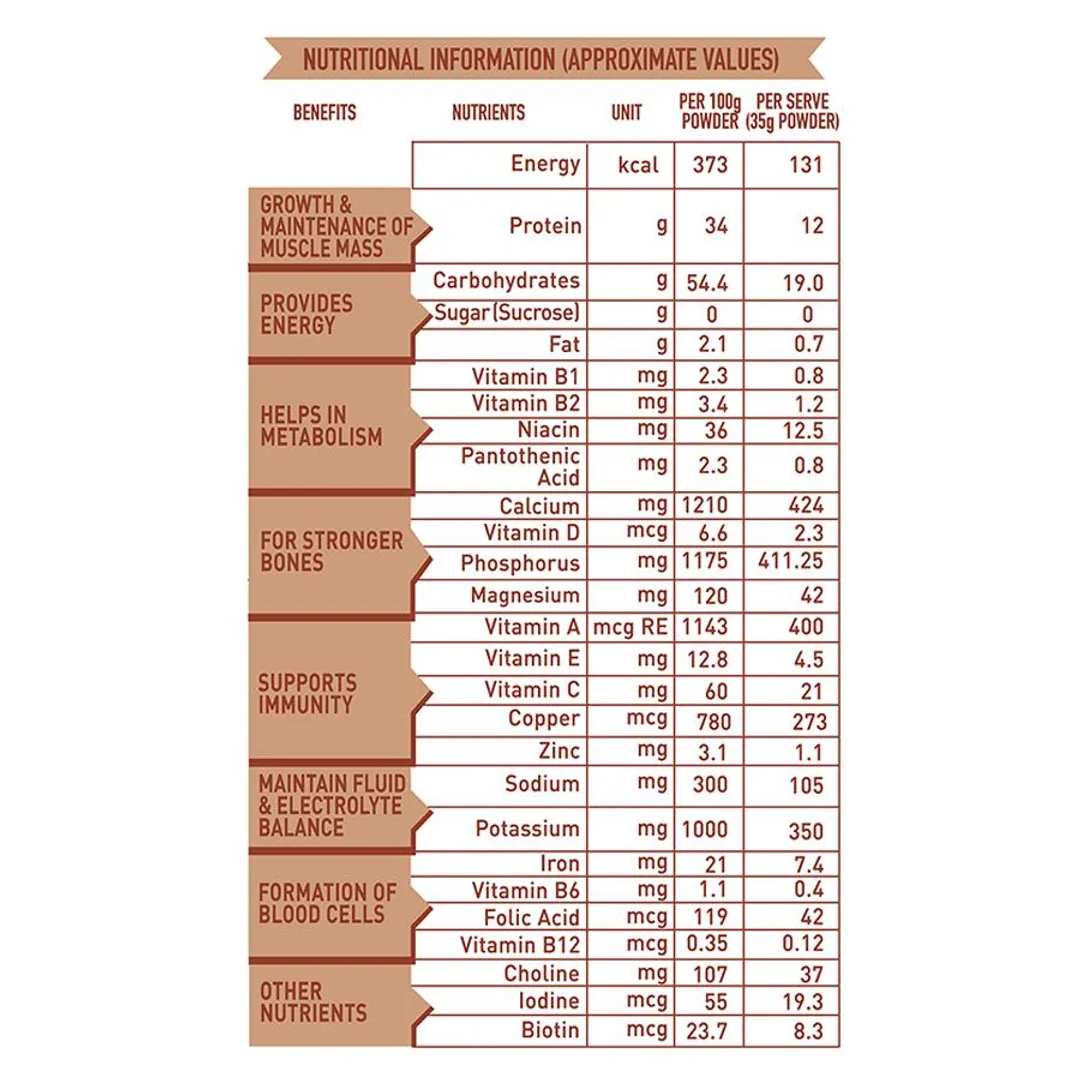 NUTRITIONAL INFORMATION (APPROXIMATE VALUES)
BENEFITS NUTRIENTS UNIT PER 100g POWDER PER SERVE (35g POWDER)
Energy kcal 373 131
GROWTH &
MAINTENANCE OF
MUSCLE MASS
Protein g 34 12
PROVIDES
ENERGY
Carbohydrates g 54.4 19.0
Sugar(Sucrose) g 0 0
Fat g 2.1 0.7
HELPS IN
METABOLISM
Vitamin B1 mg 2.3 0.8
Vitamin B2 mg 3.4 1.2
Niacin mg 36 12.5
Pantothenic
Acid mg 2.3 0.8
FOR STRONGER
BONES
Calcium mg 1210 424
Vitamin D mcg 6.6 2.3
Phosphorus mg 1175 411.25
Magnesium mg 120 42
SUPPORTS
IMMUNITY
Vitamin A mcg RE 1143 400
Vitamin E mg 12.8 4.5
Vitamin C mg 60 21
Copper mcg 780 273
Zinc mg 3.1 1.1
MAINTAIN FLUID
& ELECTROLYTE
BALANCE
Sodium mg 300 105
Potassium mg 1000 350
FORMATION OF
BLOOD CELLS
Iron mg 21 7.4
Vitamin B6 mg 1.1 0.4
Folic Acid mcg 119 42
Vitamin B12 mcg 0.35 0.12
OTHER
NUTRIENTS
Choline mg 107 37
Iodine mcg 55 19.3
Biotin mcg 23.7 8.3